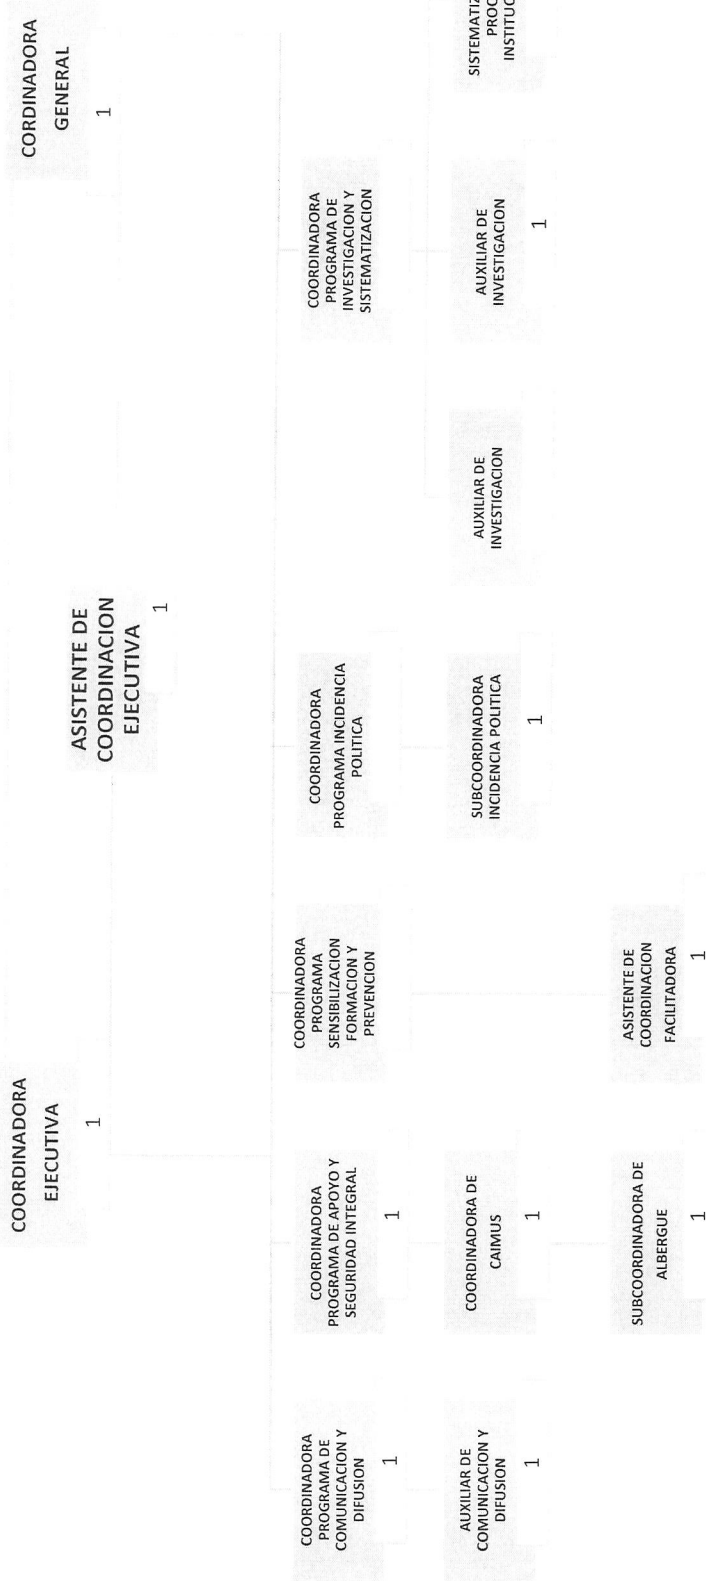 COORDINADORA
EJECUTIVA
1
CORDINADORA
GENERAL
1
ASISTENTE DE
COORDINACION
EJECUTIVA
1
COORDINADORA
PROGRAMA DE
COMUNICACION Y
DIFUSION
1
COORDINADORA
PROGRAMA DE APOYO Y
SEGURIDAD INTEGRAL
1
COORDINADORA
PROGRAMA
SENSIBILIZACION
FORMACION Y
PREVENCION
COORDINADORA
PROGRAMA INCIDENCIA
POLITICA
COORDINADORA
PROGRAMA DE
INVESTIGACION Y
SISTEMATIZACION
AUXILIAR DE
COMUNICACION Y
DIFUSION
1
COORDINADORA DE
CAIMUS
1
SUBCOORDINADORA
INCIDENCIA POLITICA
1
AUXILIAR DE
INVESTIGACION
AUXILIAR DE
INVESTIGACION
1
SISTEMATIZ
PROC
INSTITUC
SUBCOORDINADORA DE
ALBERGUE
1
ASISTENTE DE
COORDINACION
FACILITADORA
1